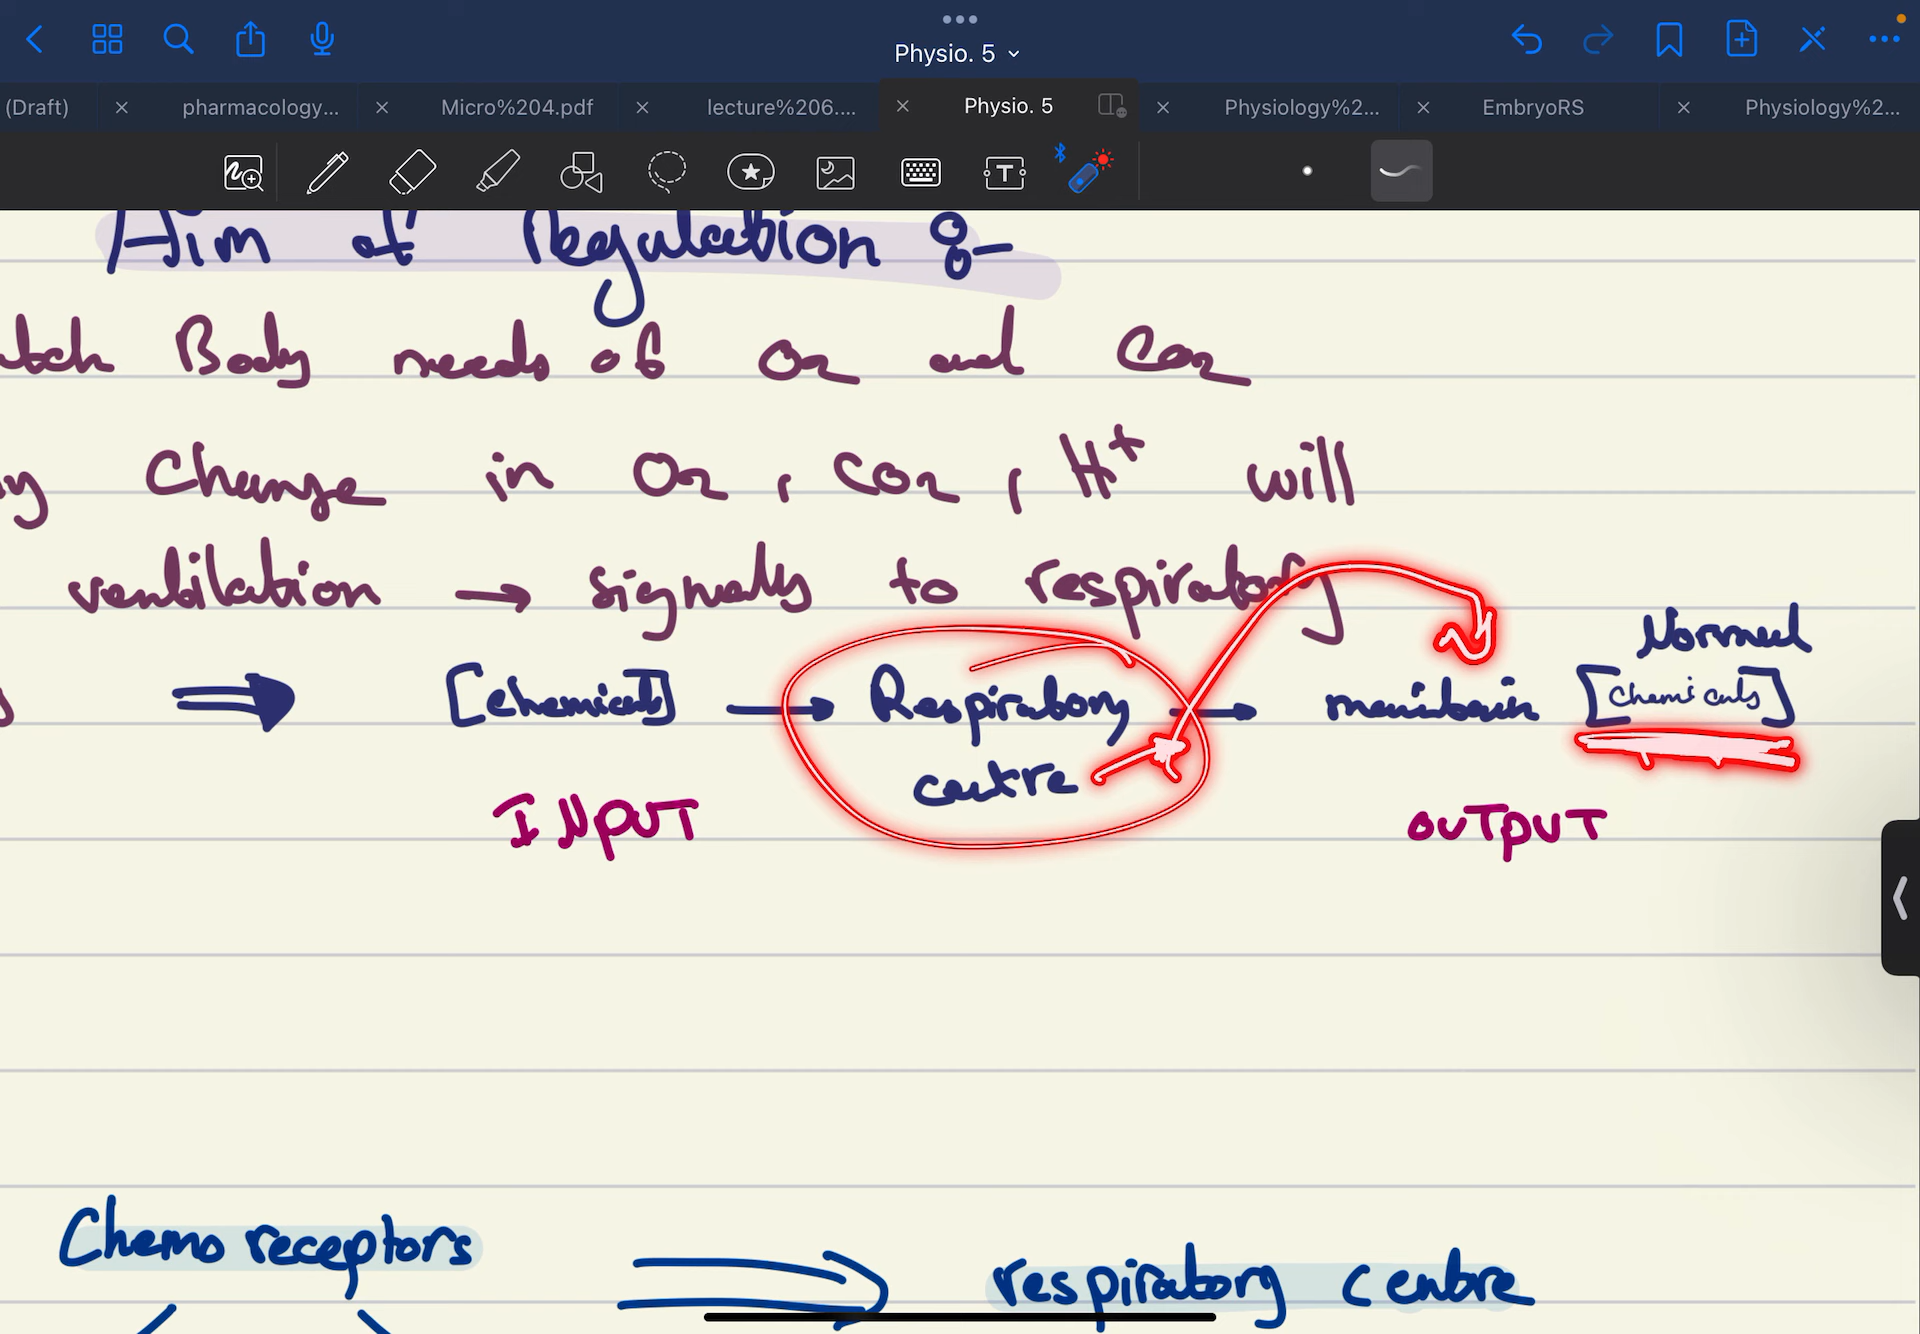 Physio. 5
(Draft) pharmacology... Micro%204.pdf lecture%206.... Physio. 5 Physiology%2... EmbryoRS Physiology%2...
Aim of regulation :-
Body needs of O2 and CO2
Change in O2 , CO2 , H+ will
ventilation → signals to respiratory
Normal
⇒ [chemicals] → Respiratory → maintain [chemicals]
centre
INPUT OUTPUT
Chemo receptors ⇒ respiratory centre